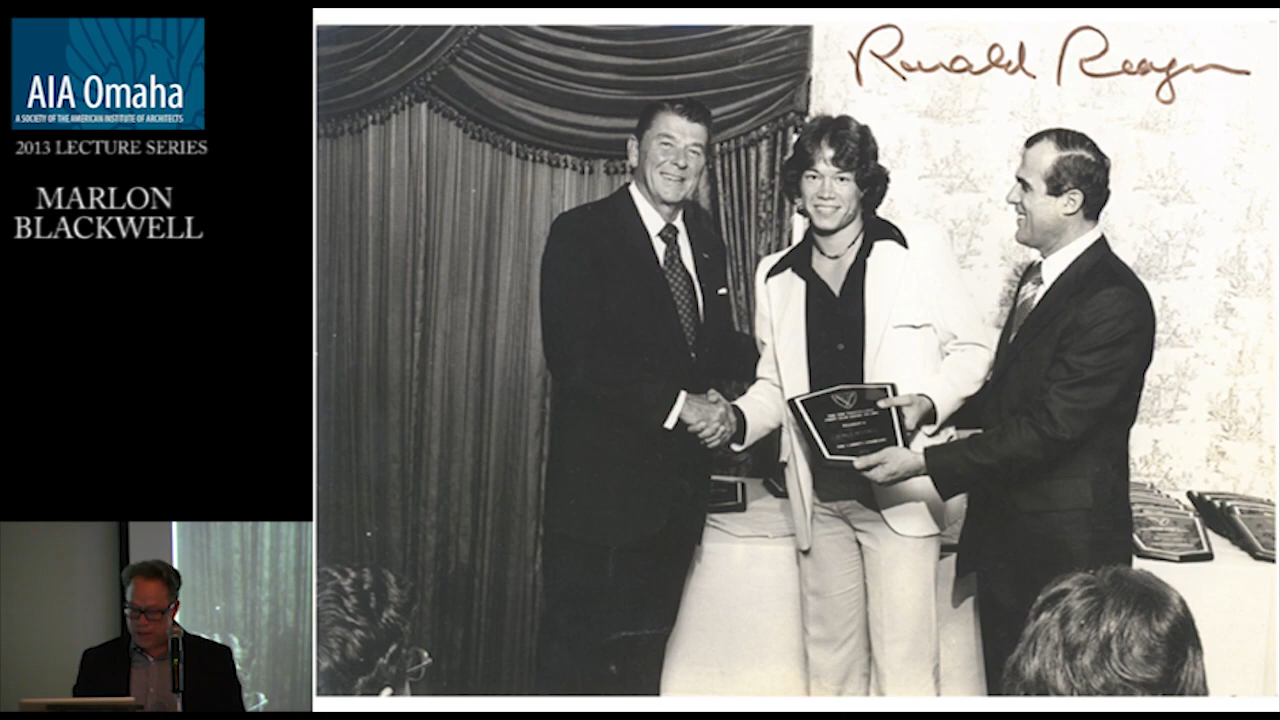 AIA Omaha
A SOCIETY OF THE AMERICAN INSTITUTE OF ARCHITECTS
2013 LECTURE SERIES
MARLON
BLACKWELL
Ronald Reagan